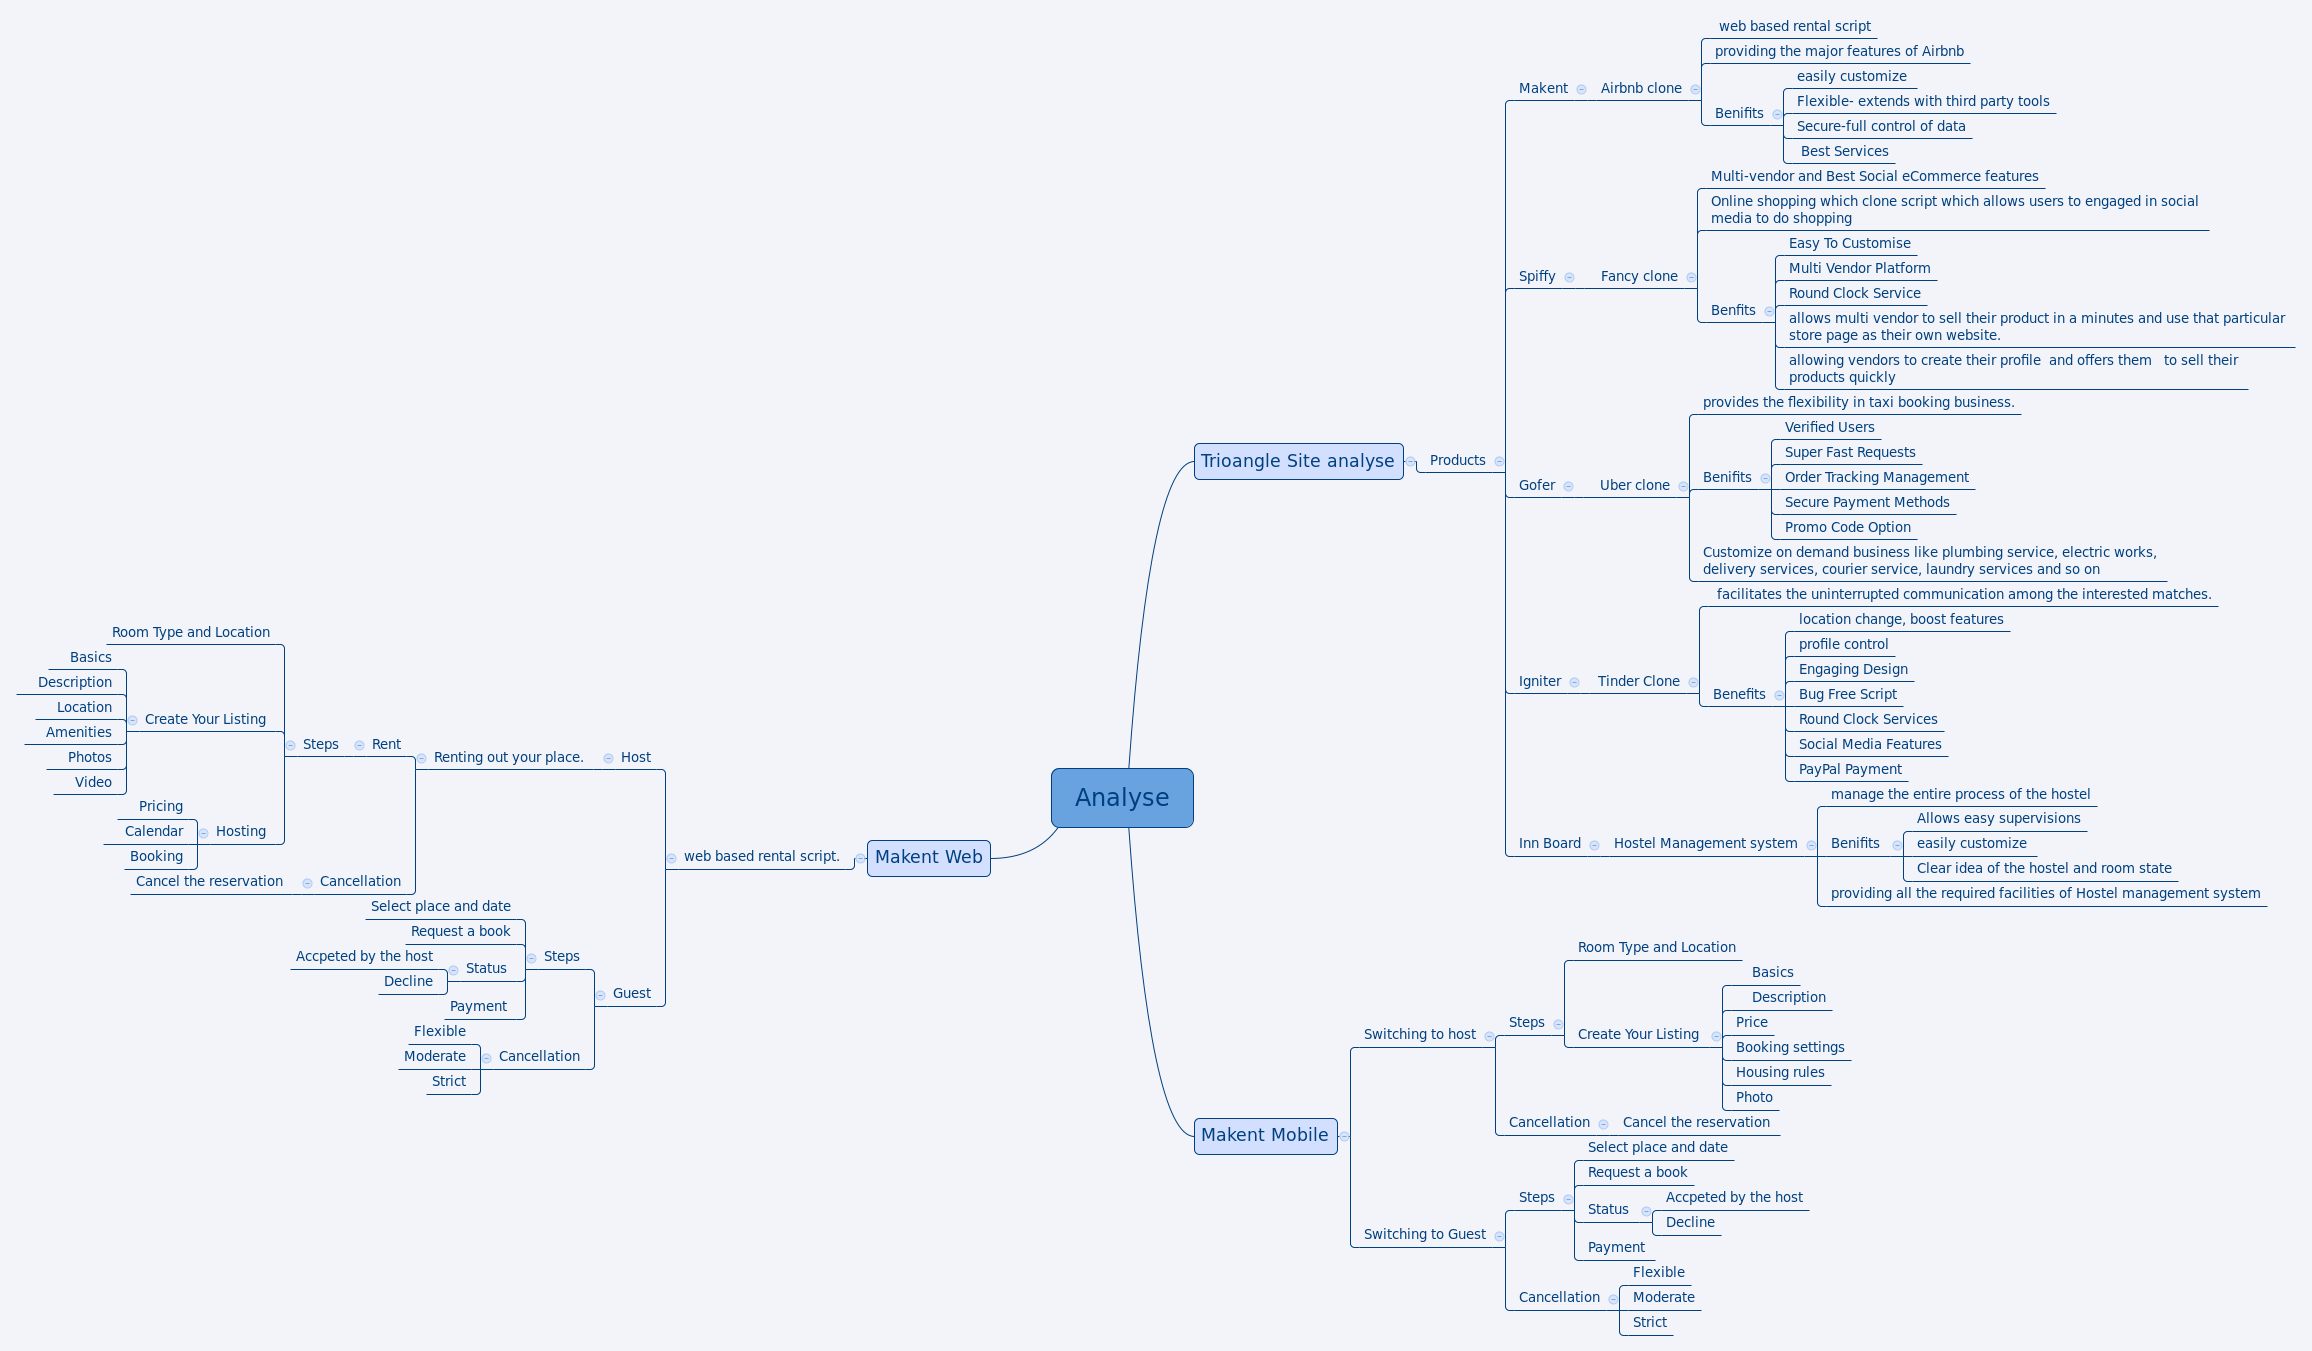 Analyse
Trioangle Site analyse
Products
Makent
Airbnb clone
web based rental script
providing the major features of Airbnb
Benifits
easily customize
Flexible- extends with third party tools
Secure-full control of data
Best Services
Spiffy
Fancy clone
Multi-vendor and Best Social eCommerce features
Online shopping which clone script which allows users to engaged in social
media to do shopping
Benfits
Easy To Customise
Multi Vendor Platform
Round Clock Service
allows multi vendor to sell their product in a minutes and use that particular
store page as their own website.
allowing vendors to create their profile  and offers them   to sell their
products quickly
Gofer
Uber clone
provides the flexibility in taxi booking business.
Benifits
Verified Users
Super Fast Requests
Order Tracking Management
Secure Payment Methods
Promo Code Option
Customize on demand business like plumbing service, electric works,
delivery services, courier service, laundry services and so on
Igniter
Tinder Clone
facilitates the uninterrupted communication among the interested matches.
Benefits
location change, boost features
profile control
Engaging Design
Bug Free Script
Round Clock Services
Social Media Features
PayPal Payment
Inn Board
Hostel Management system
manage the entire process of the hostel
Benifits
Allows easy supervisions
easily customize
Clear idea of the hostel and room state
providing all the required facilities of Hostel management system
Makent Mobile
Switching to host
Steps
Room Type and Location
Create Your Listing
Basics
Description
Price
Booking settings
Housing rules
Photo
Cancellation
Cancel the reservation
Switching to Guest
Steps
Select place and date
Request a book
Status
Accpeted by the host
Decline
Payment
Cancellation
Flexible
Moderate
Strict
Makent Web
web based rental script.
Host
Renting out your place.
Rent
Steps
Room Type and Location
Create Your Listing
Basics
Description
Location
Amenities
Photos
Video
Hosting
Pricing
Calendar
Booking
Cancellation
Cancel the reservation
Guest
Steps
Select place and date
Request a book
Status
Accpeted by the host
Decline
Payment
Cancellation
Flexible
Moderate
Strict